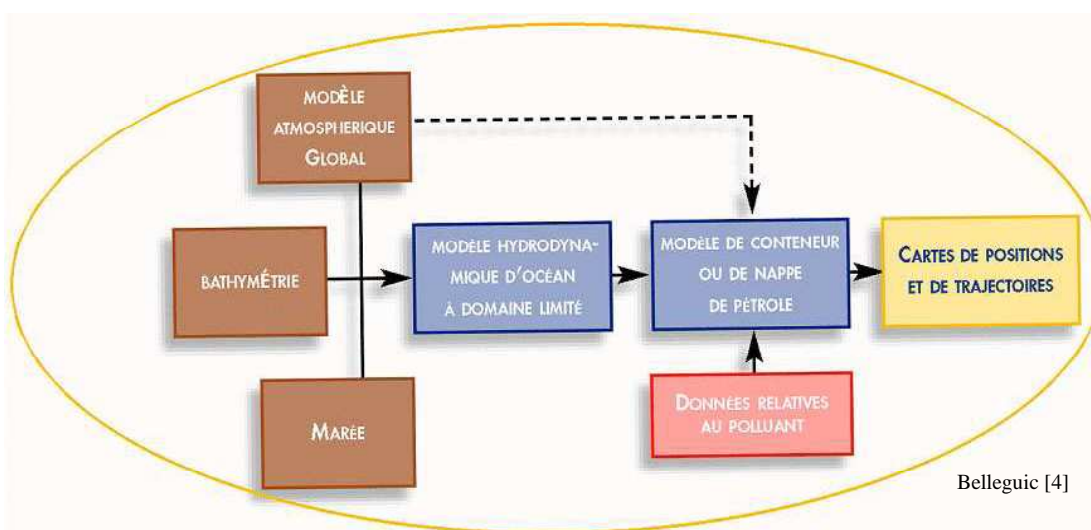 MODÈLE
ATMOSPHERIQUE
GLOBAL
BATHYMÉTRIE
MODÈLE HYDRODYNA-
MIQUE D'OCÉAN
À DOMAINE LIMITÉ
MODÈLE DE CONTENEUR
OU DE NAPPE
DE PÉTROLE
CARTES DE POSITIONS
ET DE TRAJECTOIRES
MARÉE
DONNÉES RELATIVES
AU POLLUANT
Belleguic [4]